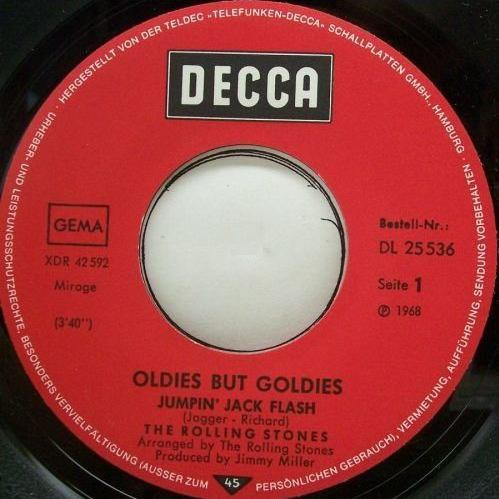 HERGESTELLT VON DER TELDEC »TELEFUNKEN-DECCA« SCHALLPLATTEN GMBH., HAMBURG
DECCA
GEMA
XDR 42 592
Mirage
(3'40'')
Bestell-Nr.:
DL 25 536
Seite 1
Ⓟ 1968
OLDIES BUT GOLDIES
JUMPIN' JACK FLASH
(Jagger - Richard)
THE ROLLING STONES
Arranged by The Rolling Stones
Produced by Jimmy Miller
45
URHEBER- UND LEISTUNGSSCHUTZRECHTE, BESONDERS VERVIELFÄLTIGUNG (AUSSER ZUM PERSÖNLICHEN GEBRAUCH), VERMIETUNG, AUFFÜHRUNG, SENDUNG VORBEHALTEN